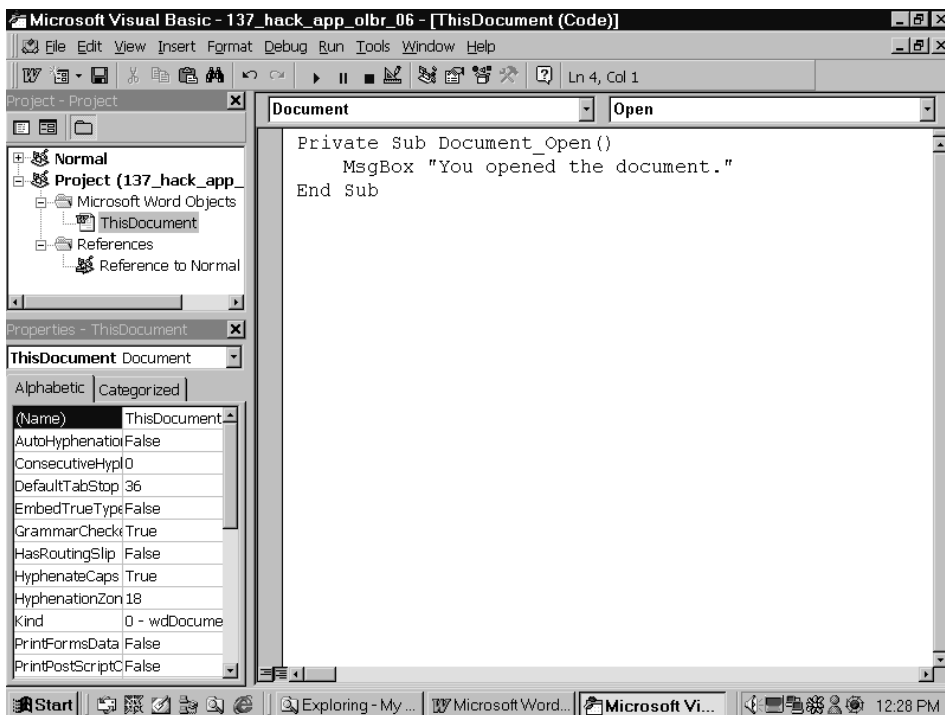 Microsoft Visual Basic - 137_hack_app_olbr_06 - [ThisDocument (Code)]
File Edit View Insert Format Debug Run Tools Window Help
Ln 4, Col 1
Project - Project
Normal
Project (137_hack_app_
Microsoft Word Objects
ThisDocument
References
Reference to Normal
Document
Open
Private Sub Document_Open()
MsgBox "You opened the document."
End Sub
Properties - ThisDocument
ThisDocument Document
Alphabetic Categorized
(Name) ThisDocument
AutoHyphenatio False
ConsecutiveHypl 0
DefaultTabStop 36
EmbedTrueType False
GrammarChecke True
HasRoutingSlip False
HyphenateCaps True
HyphenationZon 18
Kind 0 - wdDocume
PrintFormsData False
PrintPostScriptC False
Start Exploring - My ... Microsoft Word... Microsoft Vi... 12:28 PM